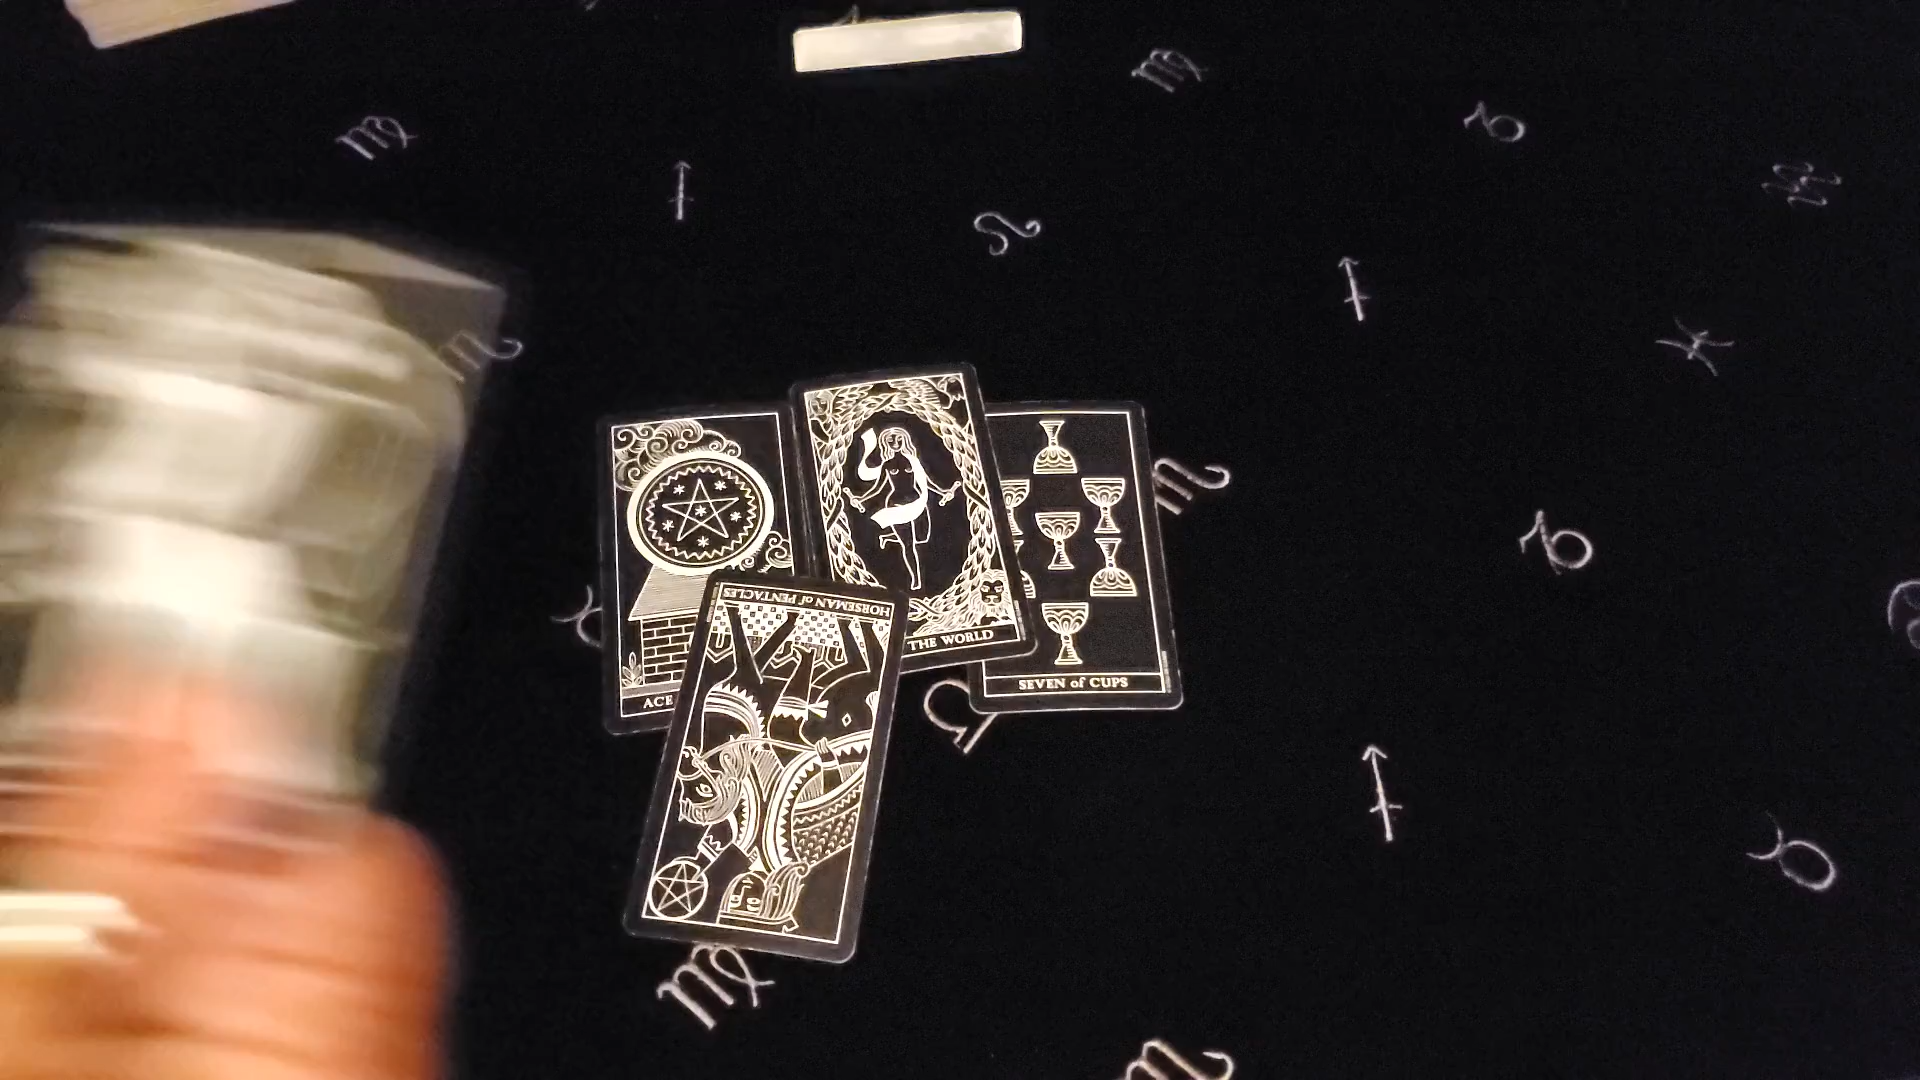 THE WORLD
SEVEN of CUPS
ACE
HORSEMAN of PENTACLES